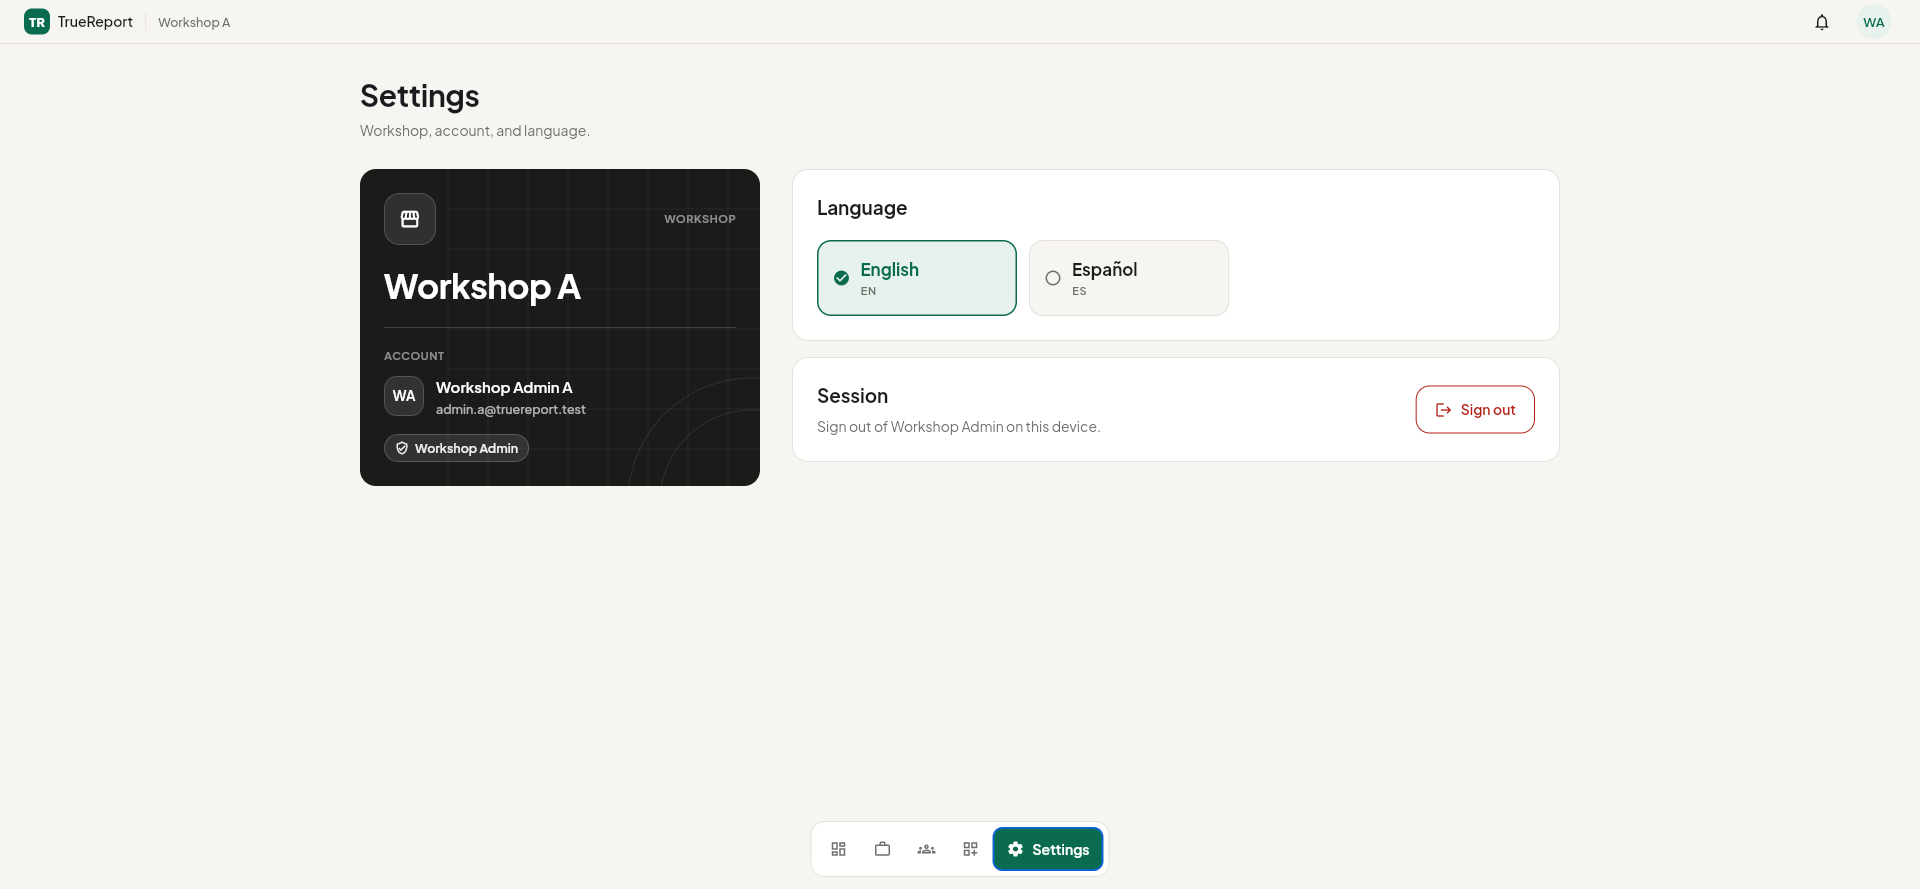 TR TrueReport Workshop A WA
Settings
Workshop, account, and language.
WORKSHOP
Workshop A
ACCOUNT
WA
Workshop Admin A
admin.a@truereport.test
Workshop Admin
Language
English
EN
Español
ES
Session
Sign out of Workshop Admin on this device.
Sign out
Settings